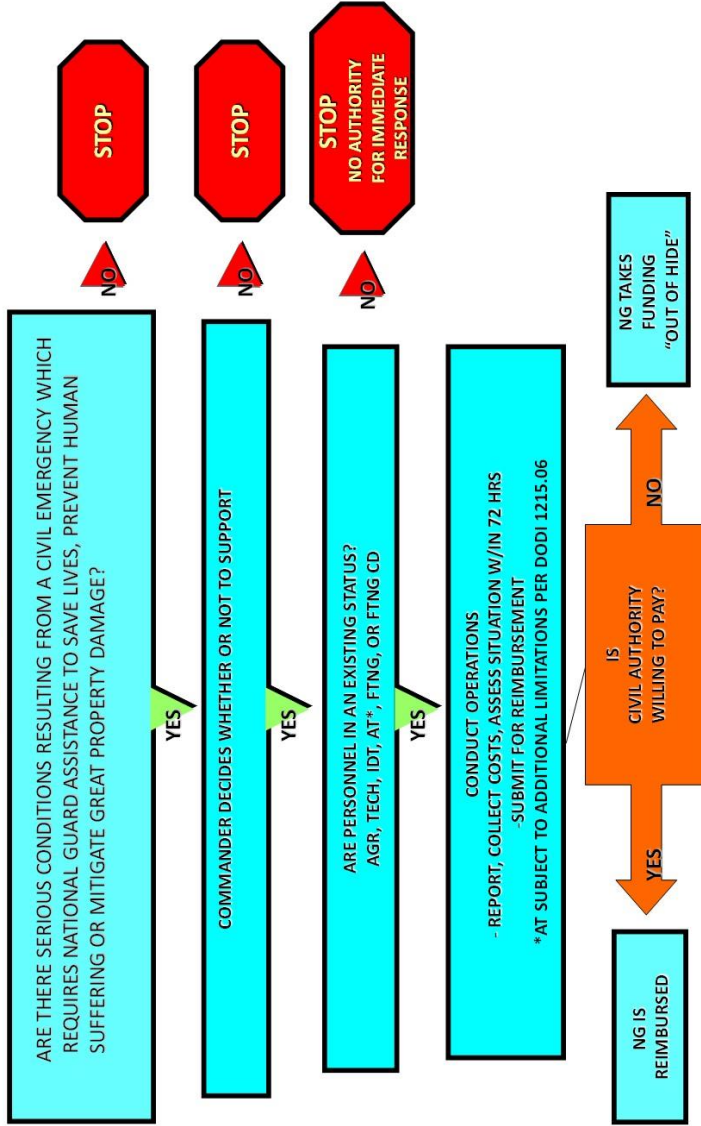 ARE THERE SERIOUS CONDITIONS RESULTING FROM A CIVIL EMERGENCY WHICH
REQUIRES NATIONAL GUARD ASSISTANCE TO SAVE LIVES, PREVENT HUMAN
SUFFERING OR MITIGATE GREAT PROPERTY DAMAGE?
NO
STOP
YES
COMMANDER DECIDES WHETHER OR NOT TO SUPPORT
NO
STOP
YES
ARE PERSONNEL IN AN EXISTING STATUS?
AGR, TECH, IDT, AT*, FTNG, OR FTNG CD
NO
STOP
NO AUTHORITY
FOR IMMEDIATE
RESPONSE
YES
CONDUCT OPERATIONS
- REPORT, COLLECT COSTS, ASSESS SITUATION W/IN 72 HRS
-SUBMIT FOR REIMBURSEMENT
*AT SUBJECT TO ADDITIONAL LIMITATIONS PER DODI 1215.06
IS
CIVIL AUTHORITY
WILLING TO PAY?
YES
NO
NG IS
REIMBURSED
NG TAKES
FUNDING
"OUT OF HIDE"